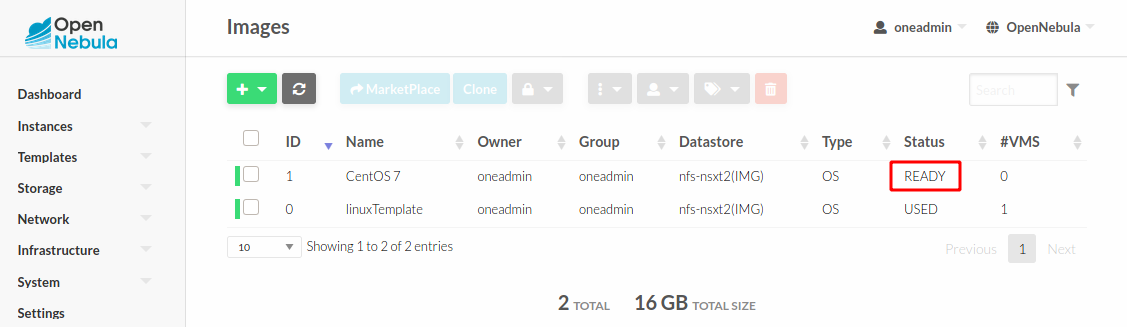 Open
Nebula
Images
oneadmin
OpenNebula
Dashboard
Instances
Templates
Storage
Network
Infrastructure
System
Settings
MarketPlace Clone Search
ID Name Owner Group Datastore Type Status #VMS
1 CentOS 7 oneadmin oneadmin nfs-nsxt2(IMG) OS READY 0
0 linuxTemplate oneadmin oneadmin nfs-nsxt2(IMG) OS USED 1
10 Showing 1 to 2 of 2 entries
Previous 1 Next
2 TOTAL 16 GB TOTAL SIZE